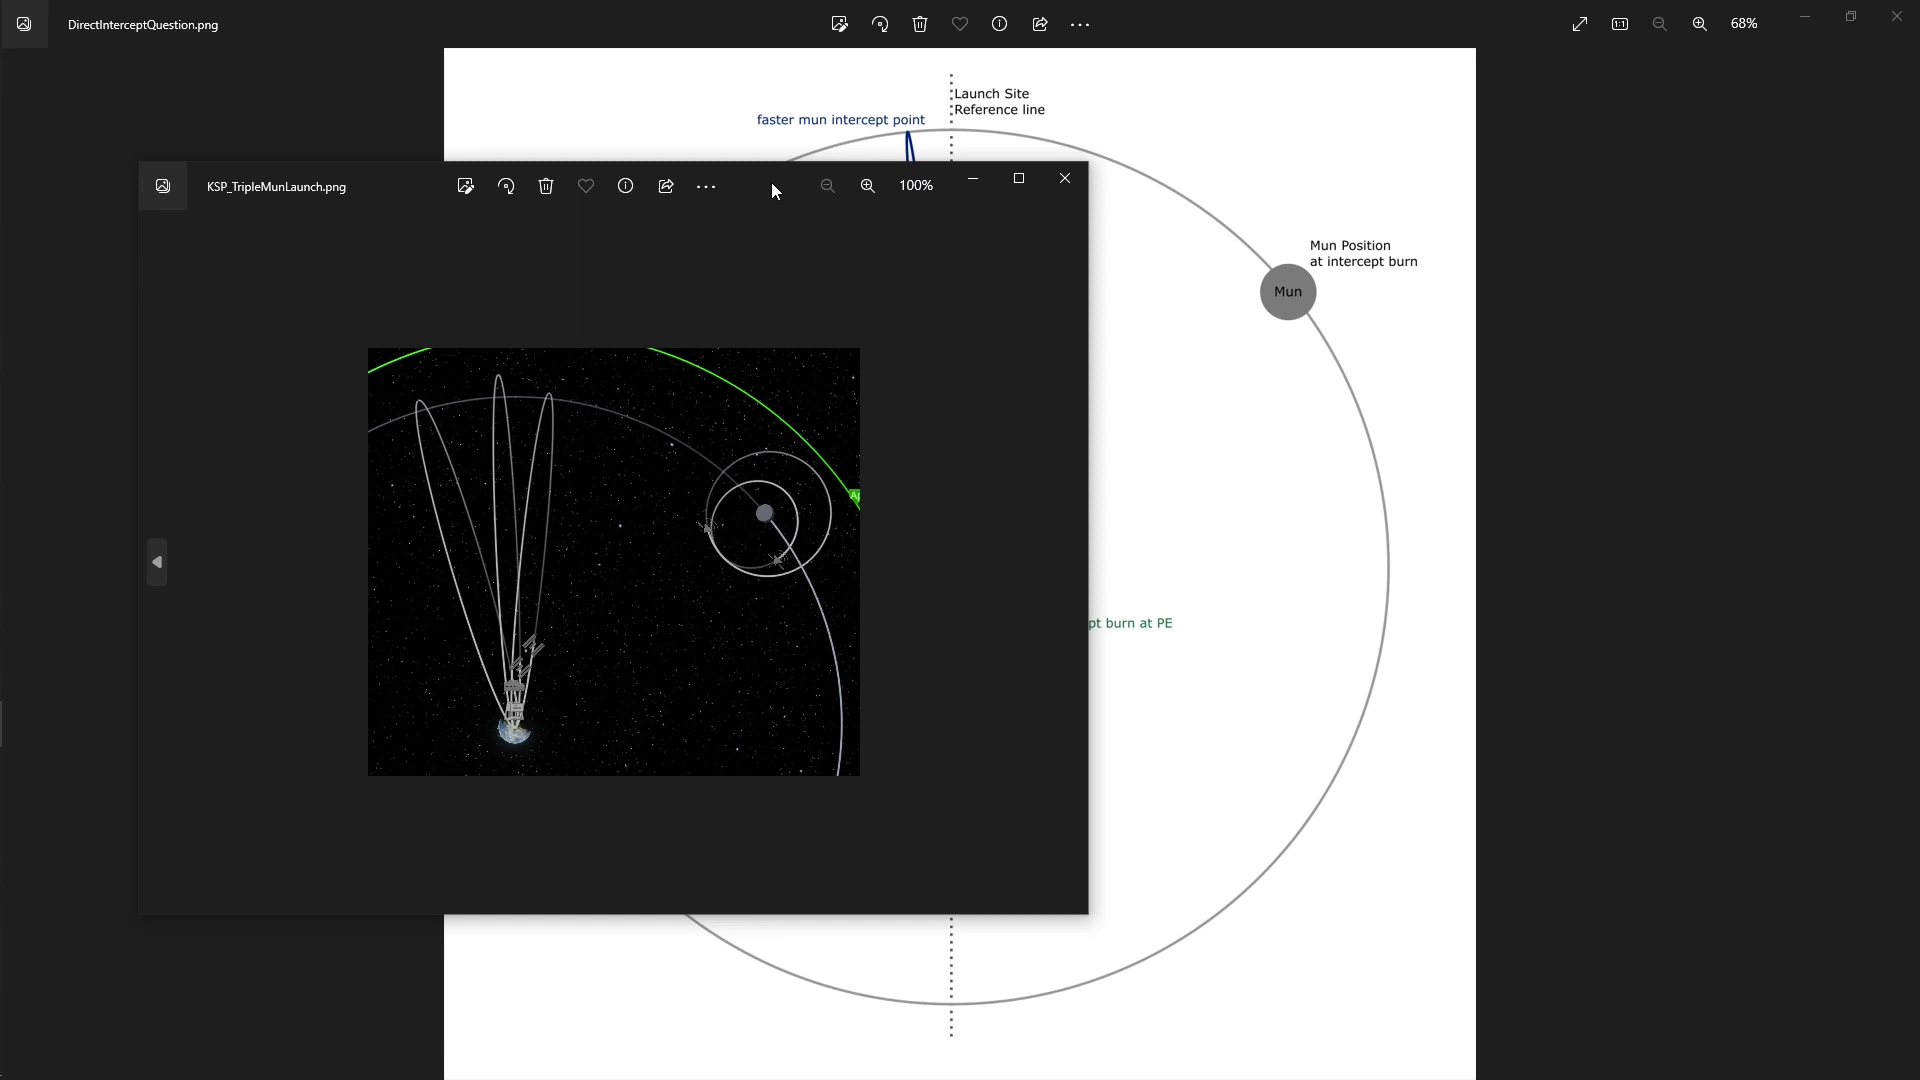 DirectInterceptQuestion.png
68%
Launch Site
Reference line
faster mun intercept point
KSP_TripleMunLaunch.png
100%
Mun Position
at intercept burn
Mun
Ap
pt burn at PE